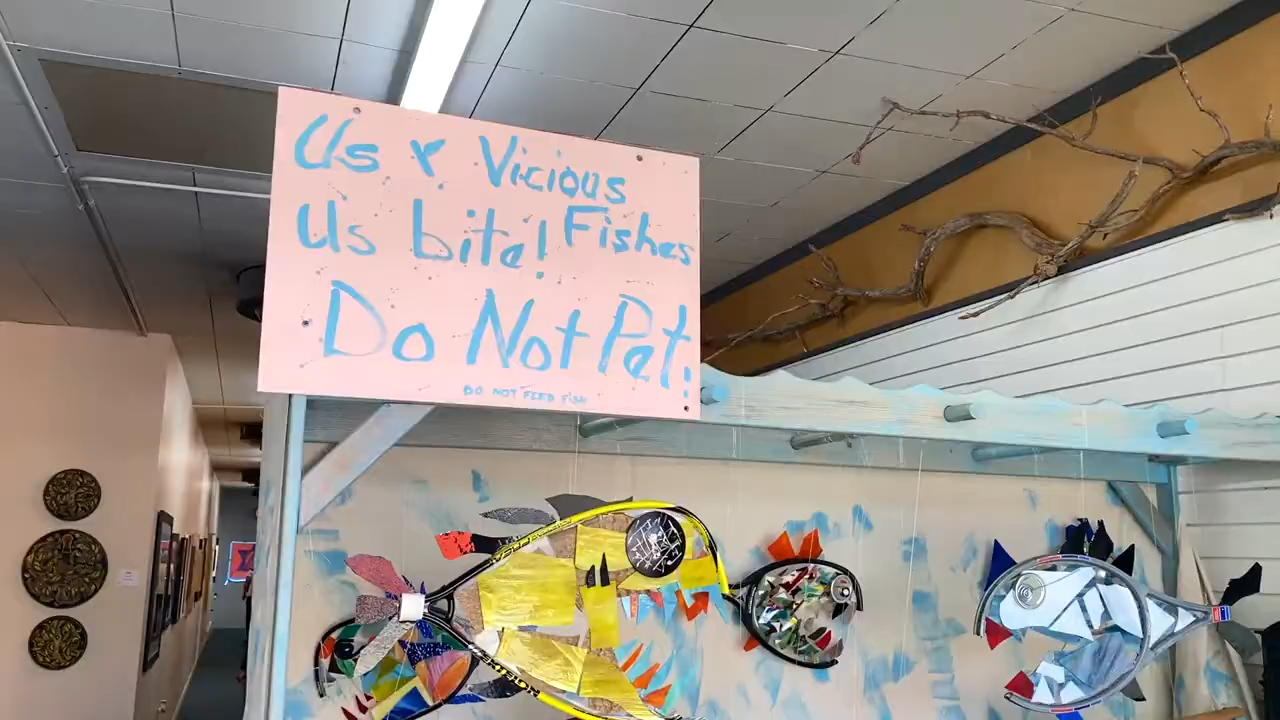 Us r Vicious
Fishes
Us bite!
Do Not Pet!
DO NOT FEED FISH